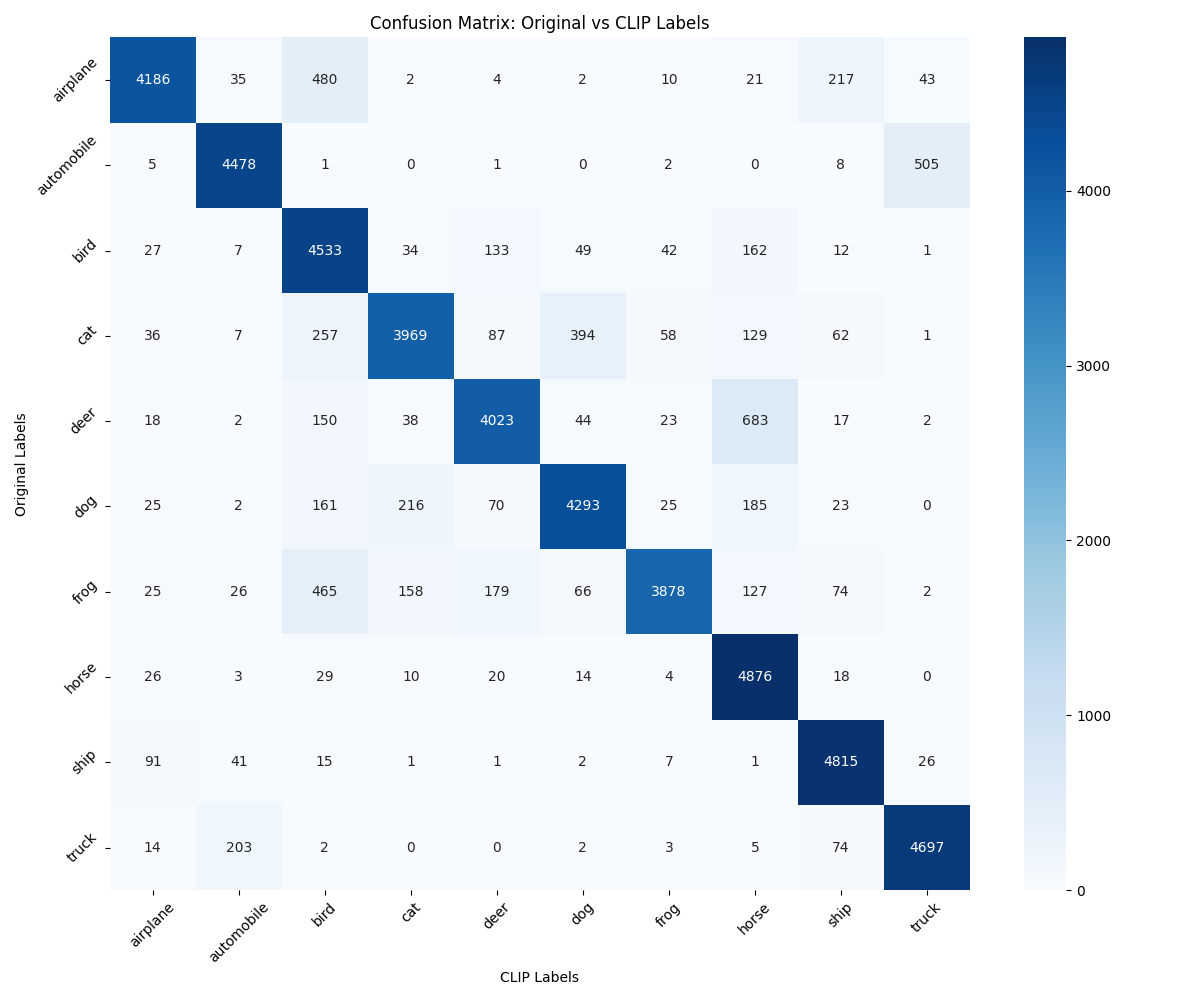 Confusion Matrix: Original vs CLIP Labels
airplane 4186 35 480 2 4 2 10 21 217 43
automobile 5 4478 1 0 1 0 2 0 8 505
bird 27 7 4533 34 133 49 42 162 12 1
cat 36 7 257 3969 87 394 58 129 62 1
deer 18 2 150 38 4023 44 23 683 17 2
dog 25 2 161 216 70 4293 25 185 23 0
frog 25 26 465 158 179 66 3878 127 74 2
horse 26 3 29 10 20 14 4 4876 18 0
ship 91 41 15 1 1 2 7 1 4815 26
truck 14 203 2 0 0 2 3 5 74 4697
airplane automobile bird cat deer dog frog horse ship truck
CLIP Labels
Original Labels
4000
3000
2000
1000
0